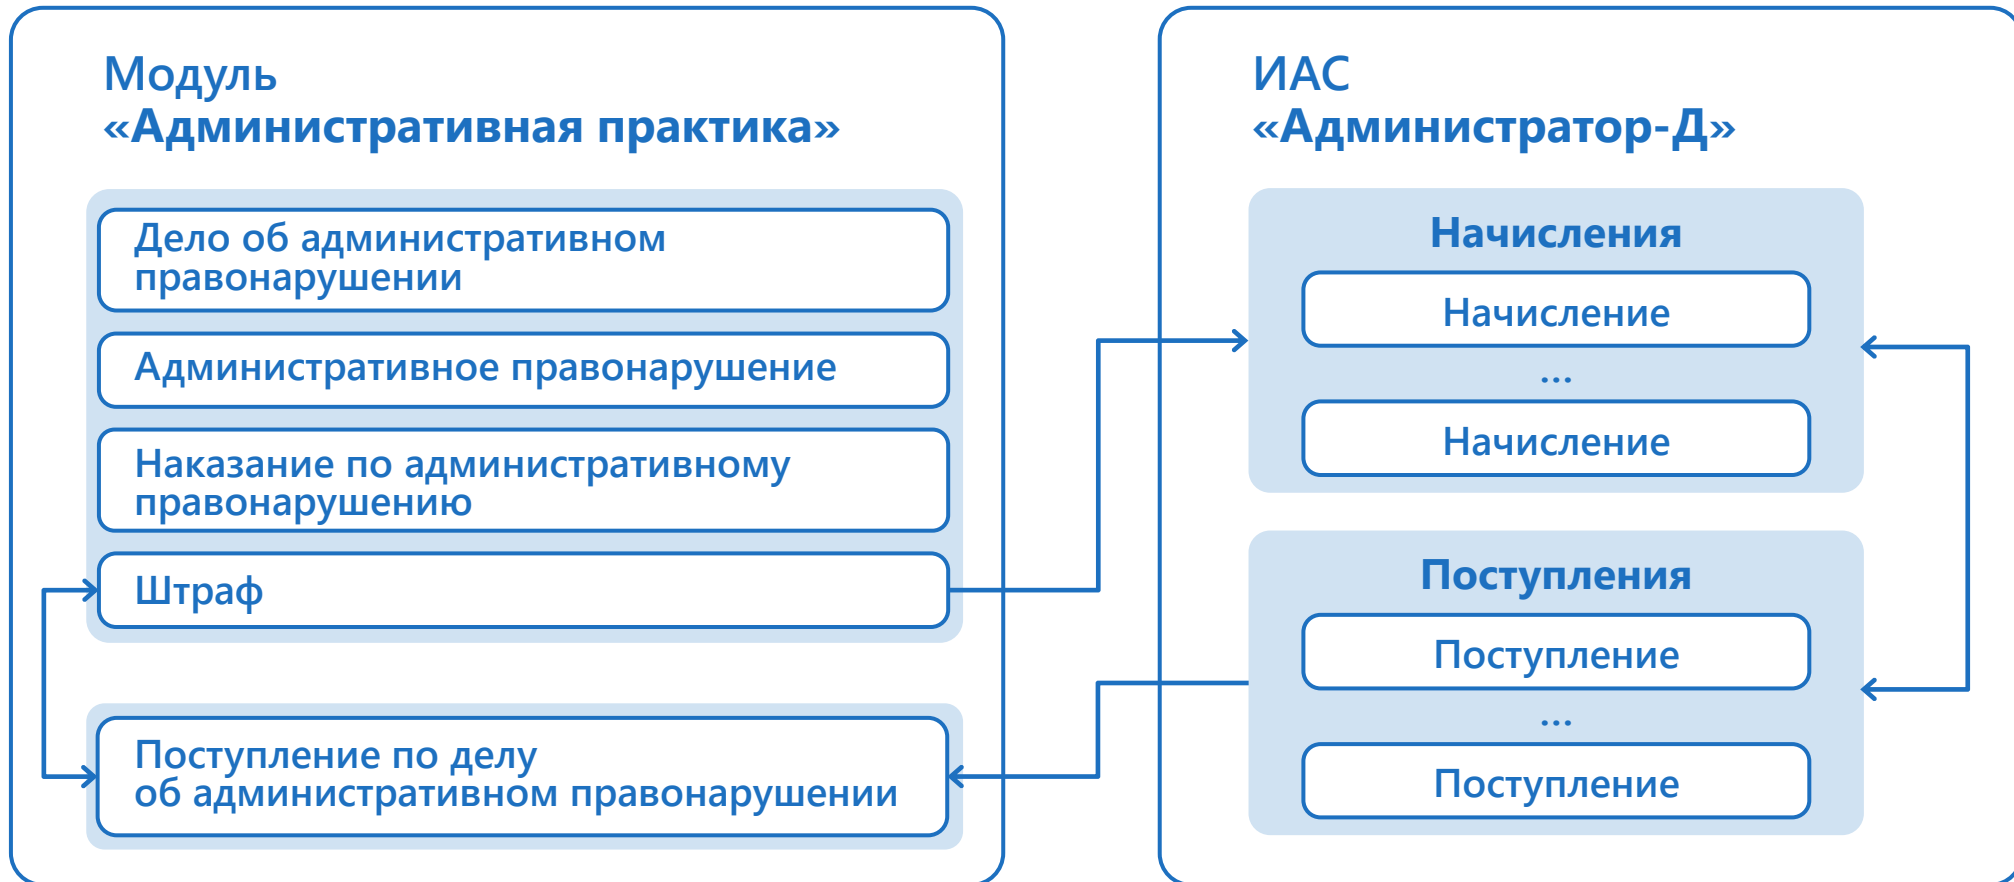 Модуль
«Административная практика»
Дело об административном
правонарушении
Административное правонарушение
Наказание по административному
правонарушению
Штраф
Поступление по делу
об административном правонарушении
ИАС
«Администратор-Д»
Начисления
Начисление
...
Начисление
Поступления
Поступление
...
Поступление